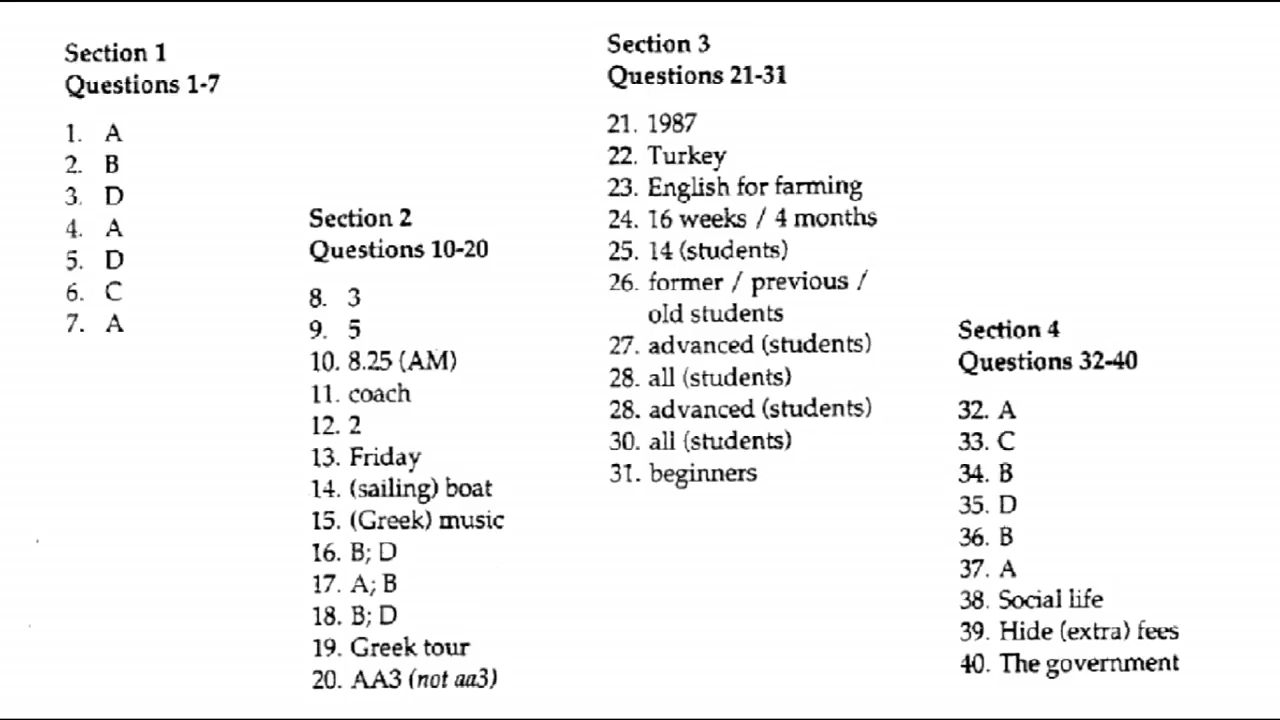 Section 1
Questions 1-7
1. A
2. B
3. D
4. A
5. D
6. C
7. A
Section 2
Questions 10-20
8. 3
9. 5
10. 8.25 (AM)
11. coach
12. 2
13. Friday
14. (sailing) boat
15. (Greek) music
16. B; D
17. A; B
18. B; D
19. Greek tour
20. AA3 (not aa3)
Section 3
Questions 21-31
21. 1987
22. Turkey
23. English for farming
24. 16 weeks / 4 months
25. 14 (students)
26. former / previous /
old students
27. advanced (students)
28. all (students)
28. advanced (students)
30. all (students)
31. beginners
Section 4
Questions 32-40
32. A
33. C
34. B
35. D
36. B
37. A
38. Social life
39. Hide (extra) fees
40. The government